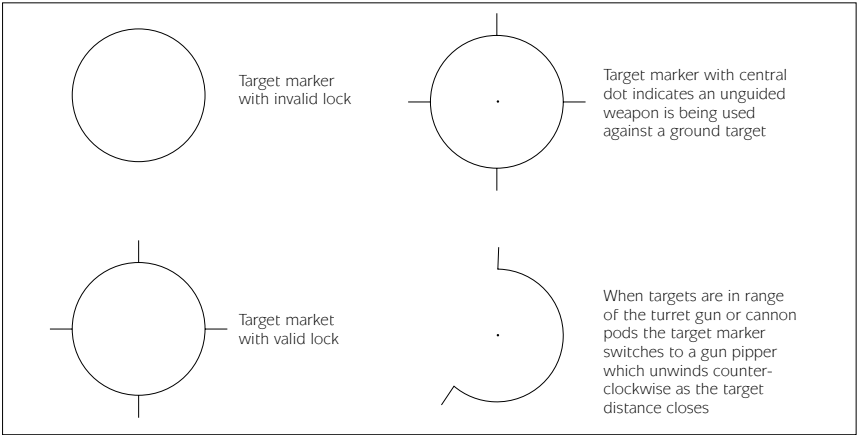 Target marker
with invalid lock
Target marker with central
dot indicates an unguided
weapon is being used
against a ground target
Target market
with valid lock
When targets are in range
of the turret gun or cannon
pods the target marker
switches to a gun pipper
which unwinds counter-
clockwise as the target
distance closes